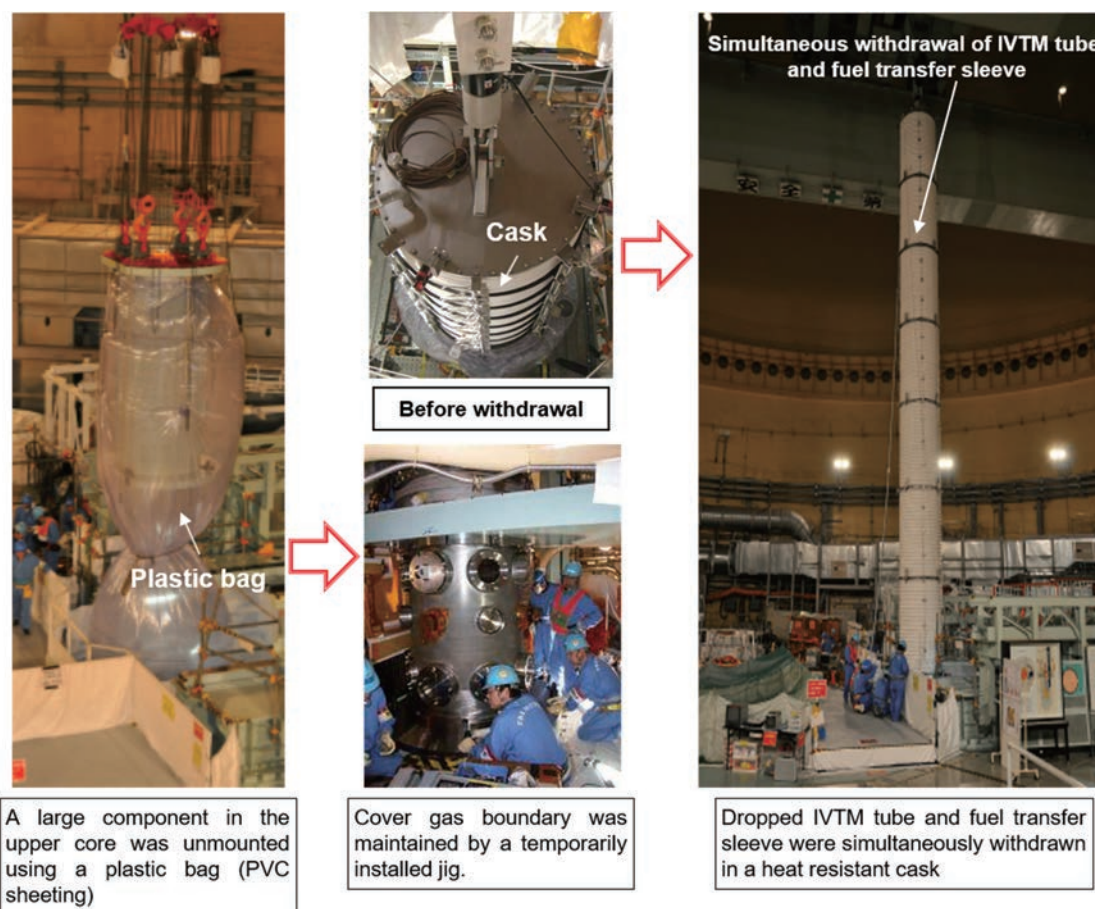 Simultaneous withdrawal of IVTM tube
and fuel transfer sleeve
安全
Cask
Before withdrawal
Plastic bag
A large component in the
upper core was unmounted
using a plastic bag (PVC
sheeting)
Cover gas boundary was
maintained by a temporarily
installed jig.
Dropped IVTM tube and fuel transfer
sleeve were simultaneously withdrawn
in a heat resistant cask